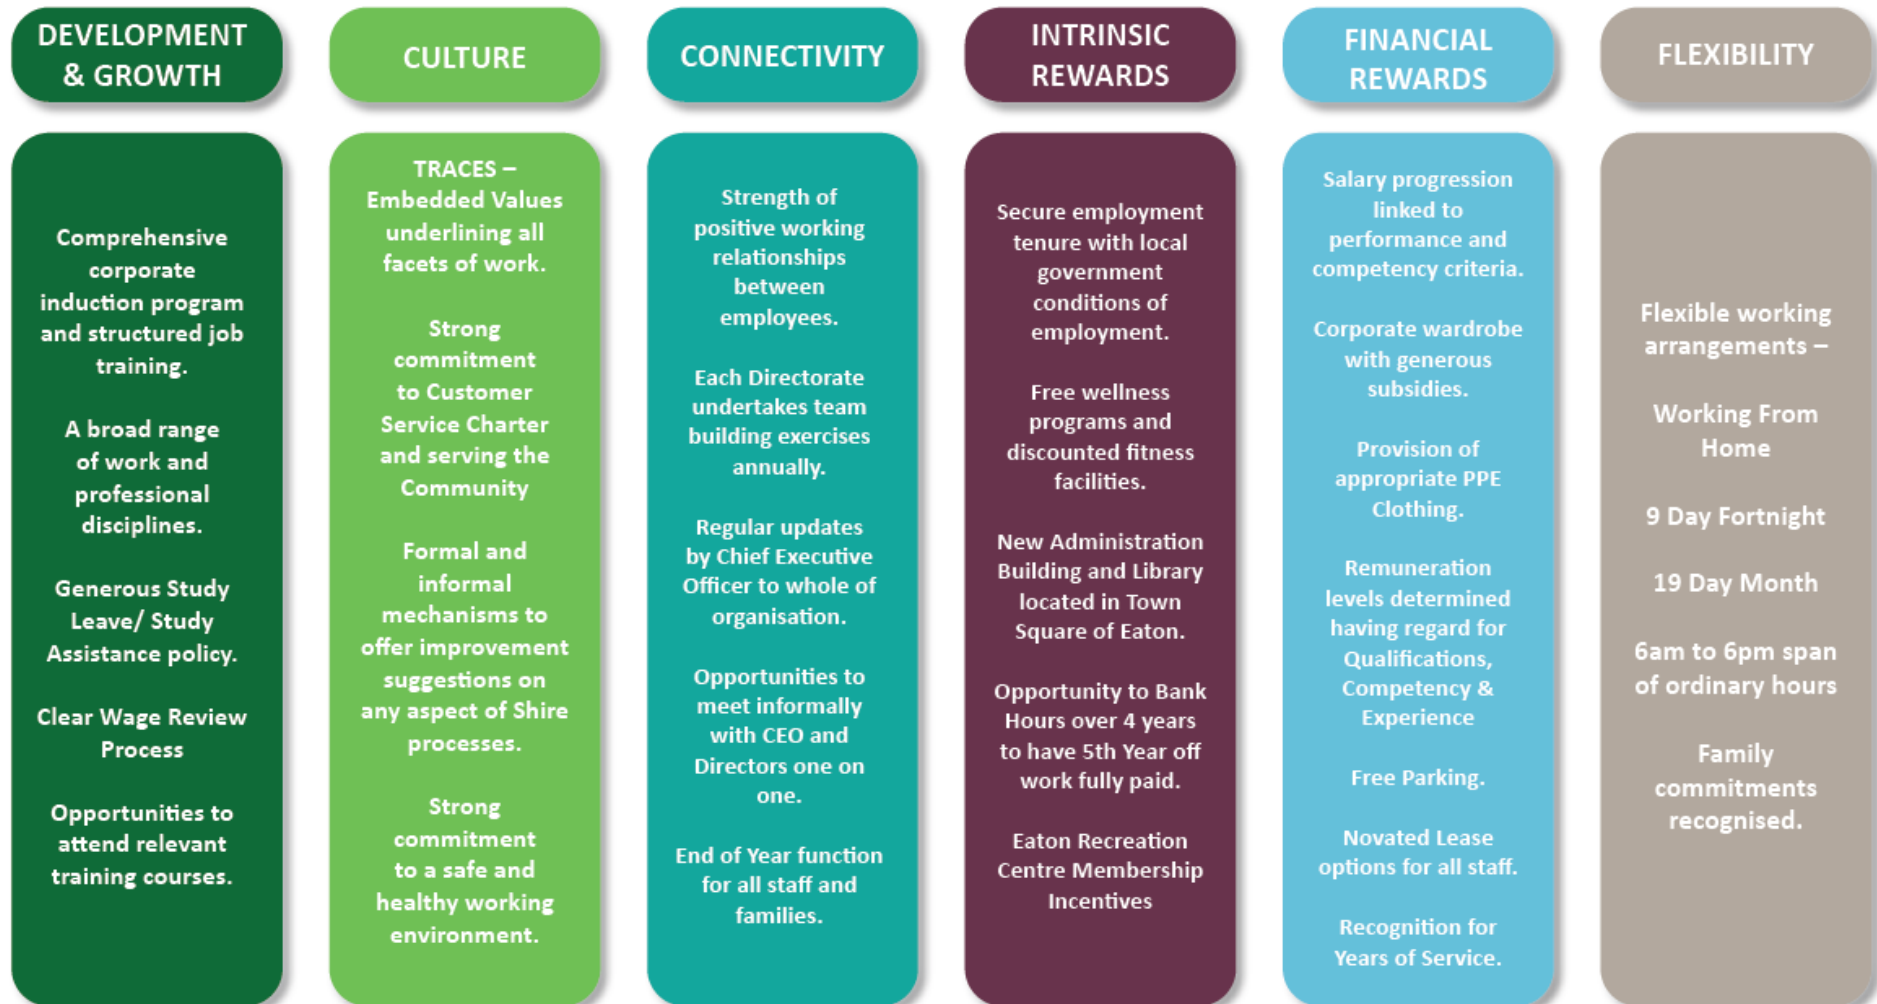 DEVELOPMENT
& GROWTH
Comprehensive
corporate
induction program
and structured job
training.
A broad range
of work and
professional
disciplines.
Generous Study
Leave/ Study
Assistance policy.
Clear Wage Review
Process
Opportunities to
attend relevant
training courses.
CULTURE
TRACES –
Embedded Values
underlining all
facets of work.
Strong
commitment
to Customer
Service Charter
and serving the
Community
Formal and
informal
mechanisms to
offer improvement
suggestions on
any aspect of Shire
processes.
Strong
commitment
to a safe and
healthy working
environment.
CONNECTIVITY
Strength of
positive working
relationships
between
employees.
Each Directorate
undertakes team
building exercises
annually.
Regular updates
by Chief Executive
Officer to whole of
organisation.
Opportunities to
meet informally
with CEO and
Directors one on
one.
End of Year function
for all staff and
families.
INTRINSIC
REWARDS
Secure employment
tenure with local
government
conditions of
employment.
Free wellness
programs and
discounted fitness
facilities.
New Administration
Building and Library
located in Town
Square of Eaton.
Opportunity to Bank
Hours over 4 years
to have 5th Year off
work fully paid.
Eaton Recreation
Centre Membership
Incentives
FINANCIAL
REWARDS
Salary progression
linked to
performance and
competency criteria.
Corporate wardrobe
with generous
subsidies.
Provision of
appropriate PPE
Clothing.
Remuneration
levels determined
having regard for
Qualifications,
Competency &
Experience
Free Parking.
Novated Lease
options for all staff.
Recognition for
Years of Service.
FLEXIBILITY
Flexible working
arrangements –
Working From
Home
9 Day Fortnight
19 Day Month
6am to 6pm span
of ordinary hours
Family
commitments
recognised.